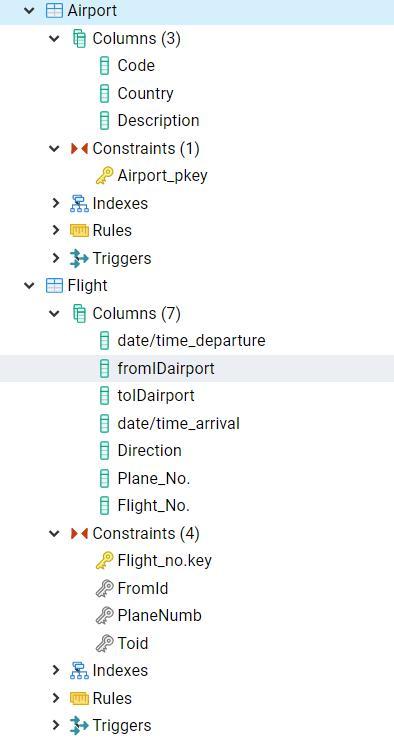 Airport
Columns (3)
Code
Country
Description
Constraints (1)
Airport_pkey
Indexes
Rules
Triggers
Flight
Columns (7)
date/time_departure
fromIDairport
toIDairport
date/time_arrival
Direction
Plane_No.
Flight_No.
Constraints (4)
Flight_no.key
FromId
PlaneNumb
Toid
Indexes
Rules
Triggers